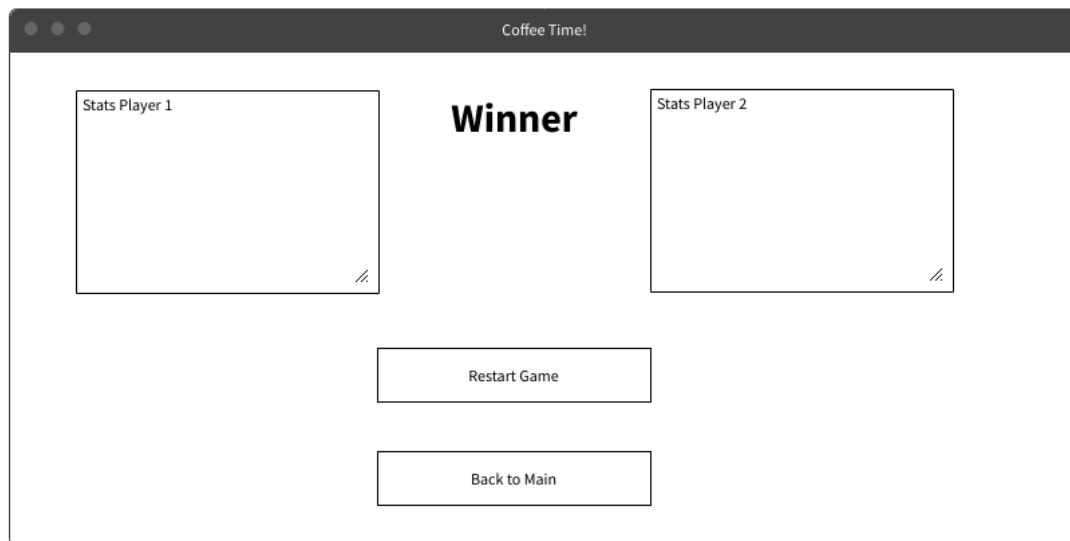 Coffee Time!
Stats Player 1
Winner
Stats Player 2
Restart Game
Back to Main